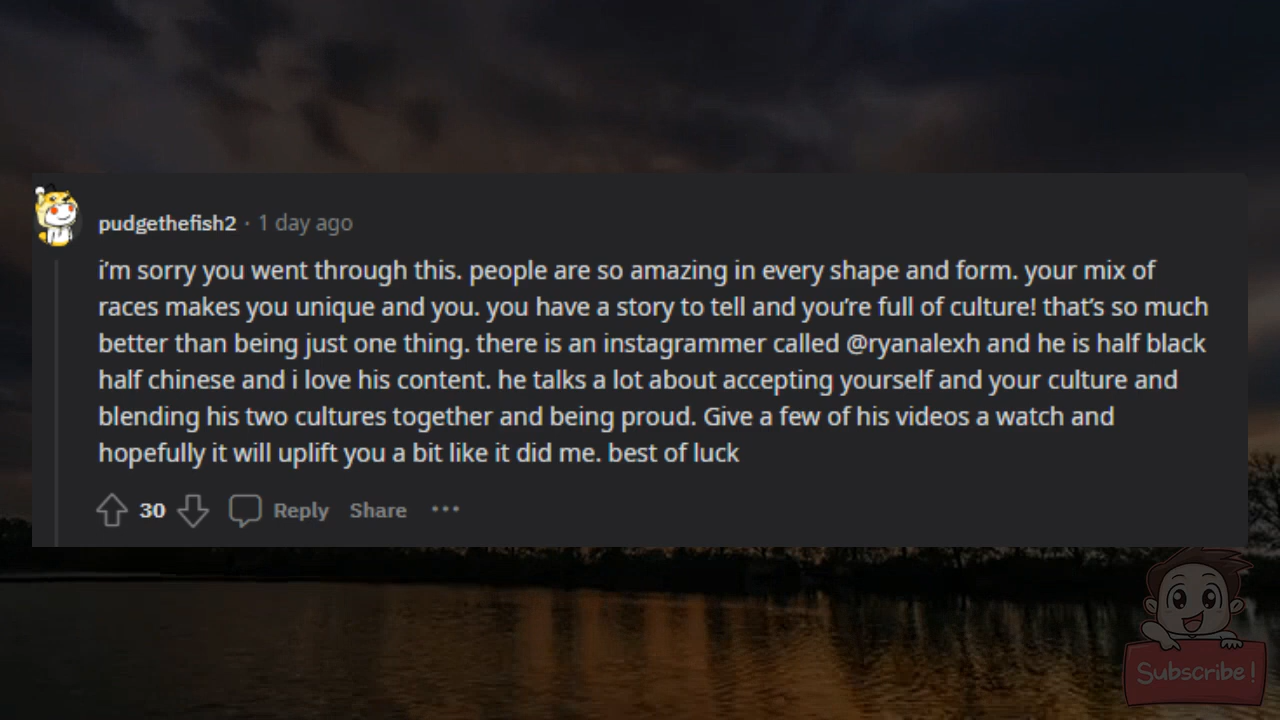 pudgethefish2 · 1 day ago
i'm sorry you went through this. people are so amazing in every shape and form. your mix of
races makes you unique and you. you have a story to tell and you're full of culture! that's so much
better than being just one thing. there is an instagrammer called @ryanalexh and he is half black
half chinese and i love his content. he talks a lot about accepting yourself and your culture and
blending his two cultures together and being proud. Give a few of his videos a watch and
hopefully it will uplift you a bit like it did me. best of luck
30 Reply Share ···
Subscribe!